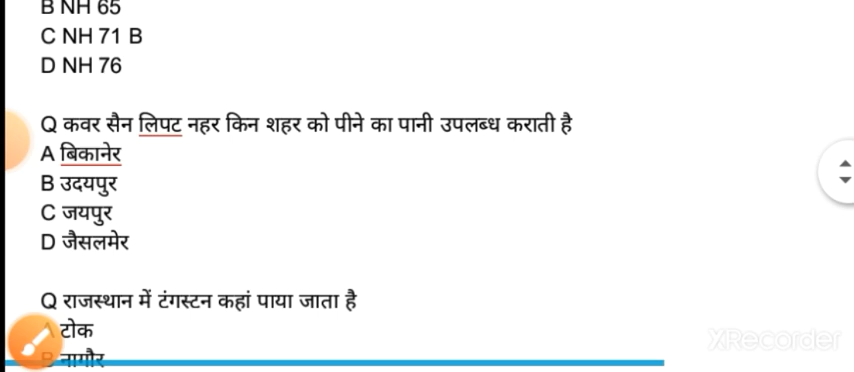 B NH 65
C NH 71 B
D NH 76
Q कवर सैन लिपट नहर किन शहर को पीने का पानी उपलब्ध कराती है
A बिकानेर
B उदयपुर
C जयपुर
D जैसलमेर
Q राजस्थान में टंगस्टन कहां पाया जाता है
A टोक
B नागौर
XRecorder